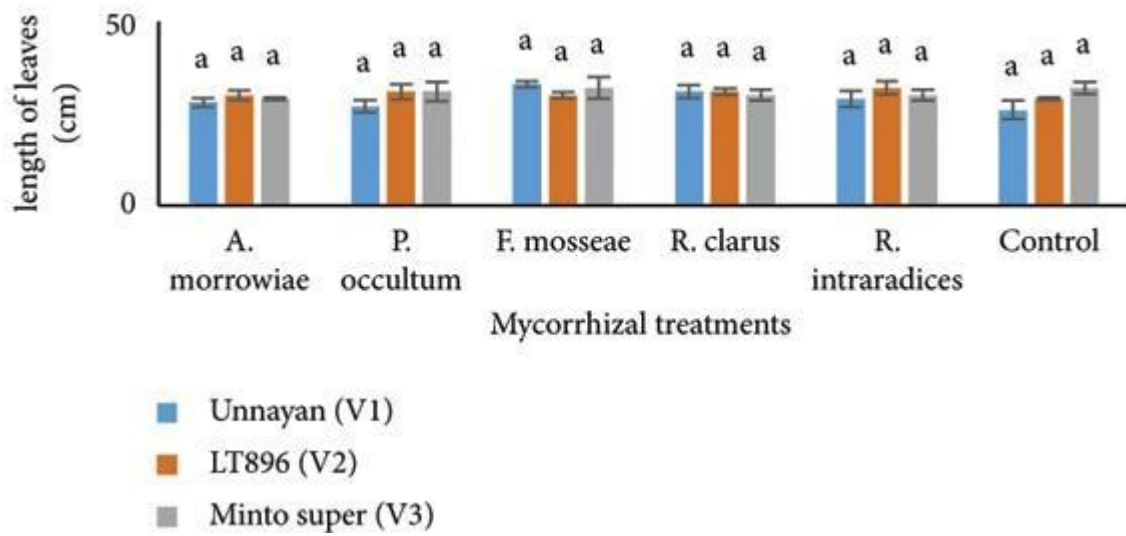 length of leaves
(cm)
50
0
a a a a a a a a a a a a a a a a a a
A.
morrowiae
P.
occultum
F. mosseae
R. clarus
R.
intraradices
Control
Mycorrhizal treatments
Unnayan (V1)
LT896 (V2)
Minto super (V3)